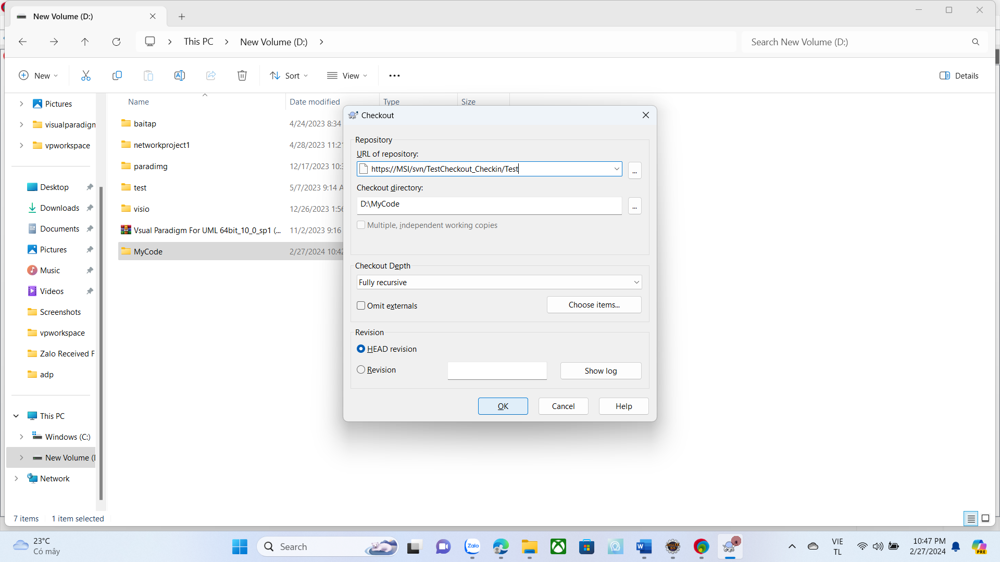 New Volume (D:)
This PC
New Volume (D:)
Search New Volume (D:)
New
Sort
View
Details
Name
Date modified
Type
Size
Pictures
visualparadign
vpworkspace
Desktop
Downloads
Documents
Pictures
Music
Videos
Screenshots
vpworkspace
Zalo Received F
adp
This PC
Windows (C:)
New Volume (
Network
baitap 4/24/2023 8:34
networkproject1 4/28/2023 11:21
paradimg 12/17/2023 10:3
test 5/7/2023 9:14 A
visio 12/26/2023 1:56
Vsual Paradigm For UML 64bit_10_0_sp1 (... 11/2/2023 9:16
MyCode 2/27/2024 10:42
Checkout
Repository
URL of repository:
https://MSI/svn/TestCheckout_Checkin/Test
...
Checkout directory:
D:\MyCode
...
Multiple, independent working copies
Checkout Depth
Fully recursive
Omit externals
Choose items...
Revision
HEAD revision
Revision
Show log
OK
Cancel
Help
7 items
1 item selected
23°C
Có mây
Search
Zalo
W
PRE
VIE
TL
10:47 PM
2/27/2024